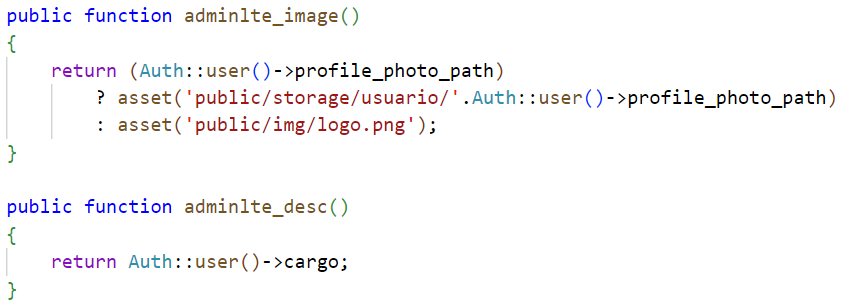 public function adminlte_image()
{
    return (Auth::user()->profile_photo_path)
        ? asset('public/storage/usuario/'.Auth::user()->profile_photo_path)
        : asset('public/img/logo.png');
}

public function adminlte_desc()
{
    return Auth::user()->cargo;
}